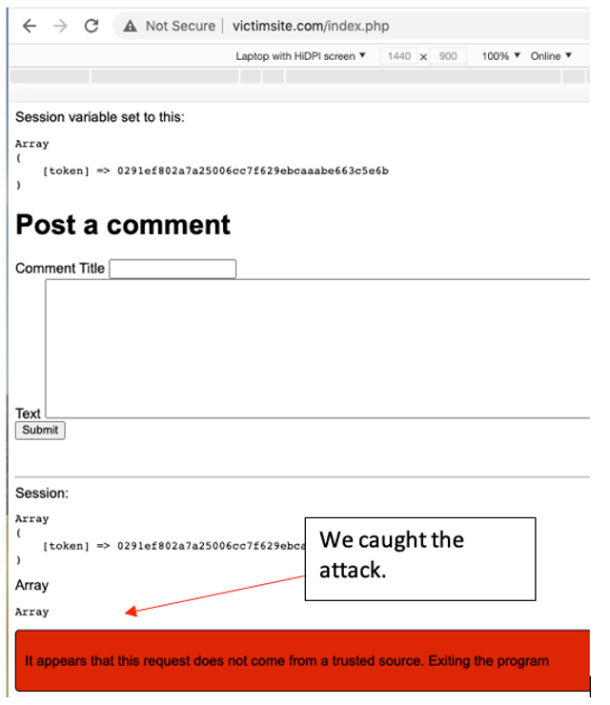 Not Secure | victimsite.com/index.php
Laptop with HiDPI screen ▼ 1440 x 900 100% ▼ Online ▼
Session variable set to this:
Array
(
[token] => 0291ef802a7a25006cc7f629ebcaaabe663c5e6b
)
Post a comment
Comment Title
Text
Submit
Session:
Array
(
[token] => 0291ef802a7a25006cc7f629ebca
)
We caught the
attack.
Array
Array
It appears that this request does not come from a trusted source. Exiting the program